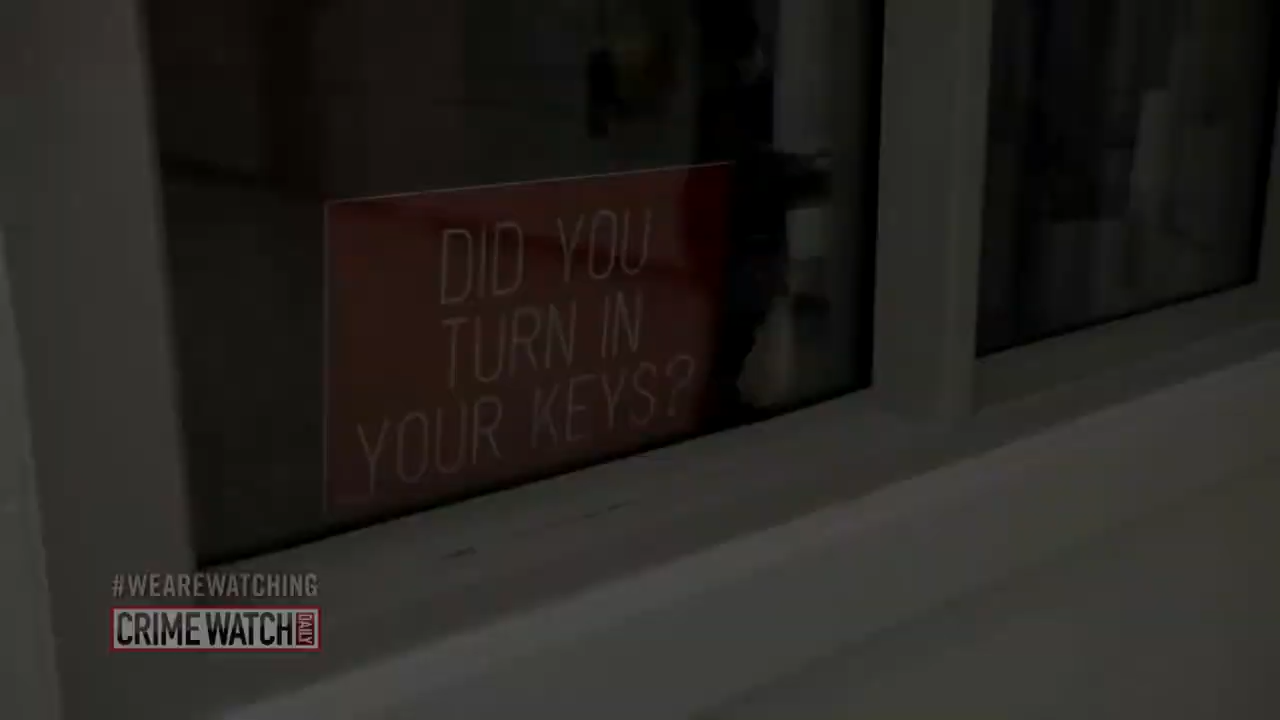 DID YOU
TURN IN
YOUR KEYS?
#WEAREWATCHING
CRIME WATCH DAILY